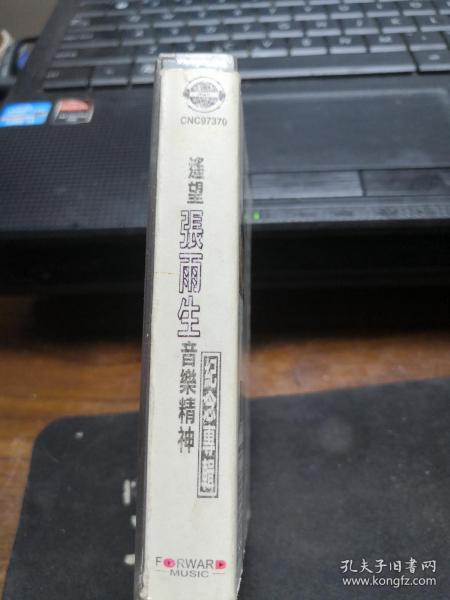 CNC97370
遙望
張雨生
音樂精神
紀念專輯
FORWARD
MUSIC
孔夫子旧书网
www.kongfz.com